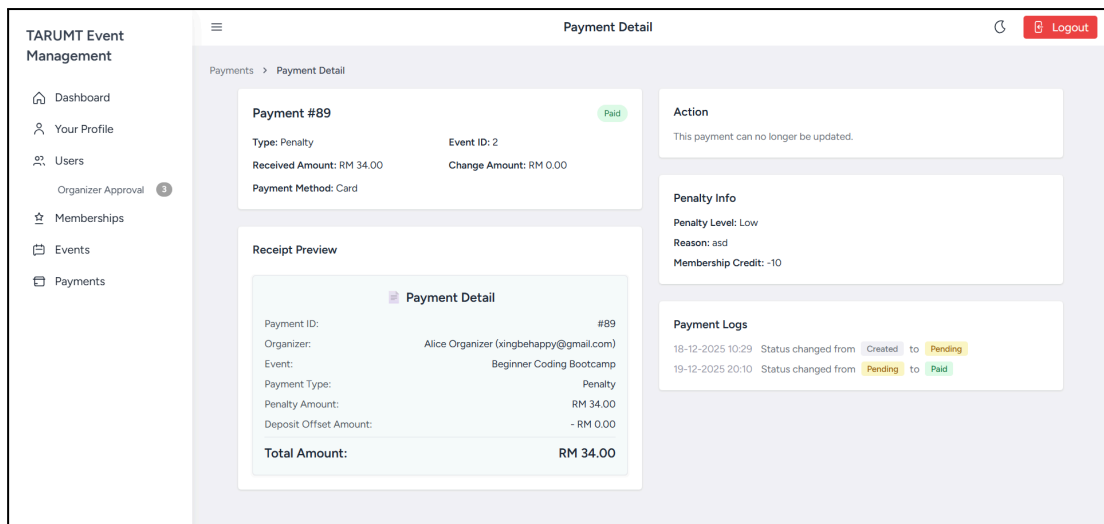 TARUMT Event
Management
Dashboard
Your Profile
Users
Organizer Approval 3
Memberships
Events
Payments
Payment Detail
Logout
Payments > Payment Detail
Payment #89 Paid
Type: Penalty Event ID: 2
Received Amount: RM 34.00 Change Amount: RM 0.00
Payment Method: Card
Receipt Preview
Payment Detail
Payment ID: #89
Organizer: Alice Organizer (xingbehappy@gmail.com)
Event: Beginner Coding Bootcamp
Payment Type: Penalty
Penalty Amount: RM 34.00
Deposit Offset Amount: - RM 0.00
Total Amount: RM 34.00
Action
This payment can no longer be updated.
Penalty Info
Penalty Level: Low
Reason: asd
Membership Credit: -10
Payment Logs
18-12-2025 10:29 Status changed from Created to Pending
19-12-2025 20:10 Status changed from Pending to Paid